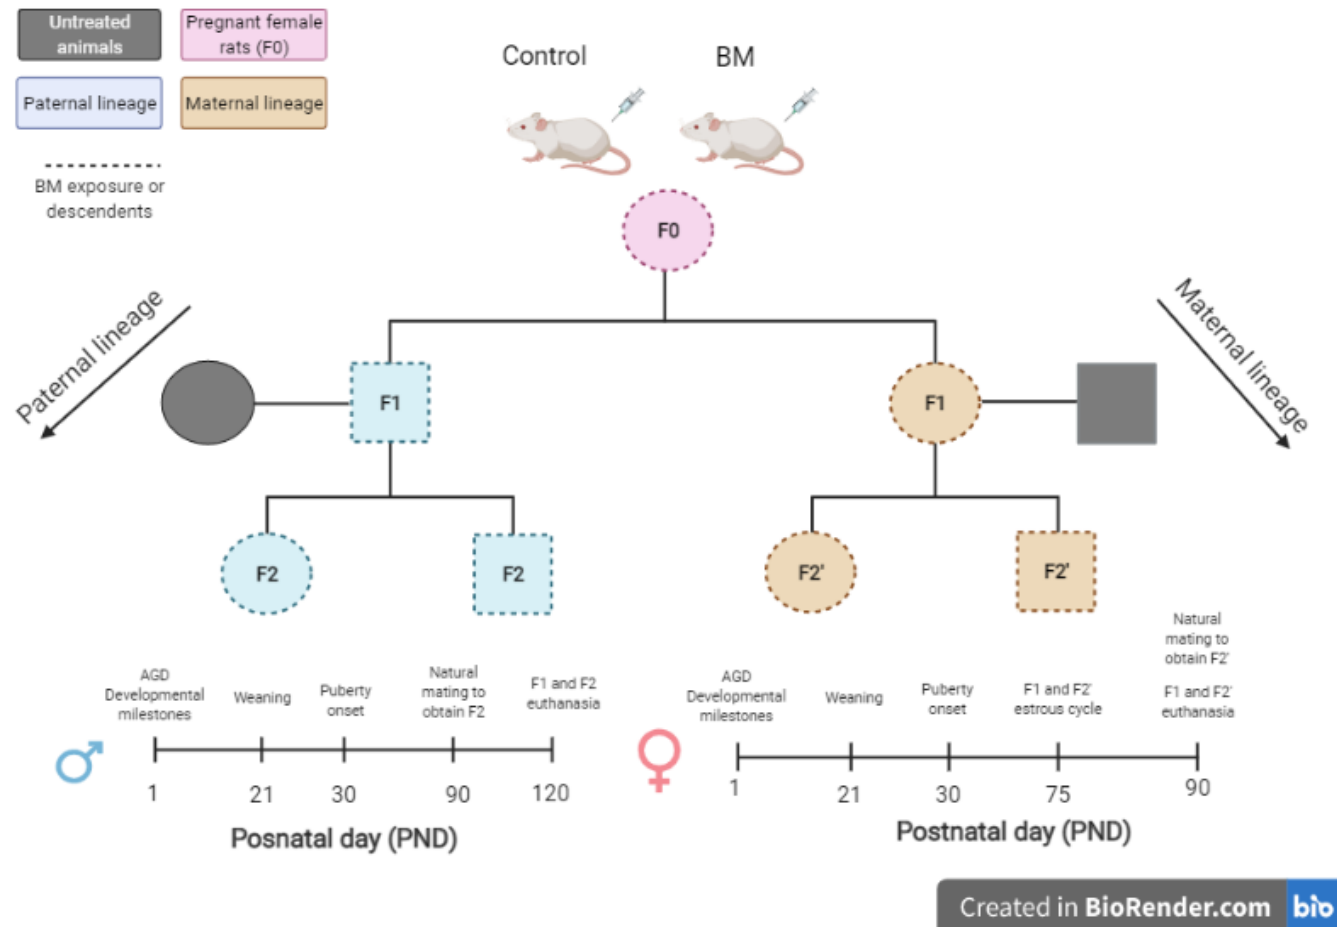 Untreated
animals
Pregnant female
rats (F0)
Paternal lineage
Maternal lineage
BM exposure or
descendents
Control
BM
F0
Paternal lineage
Maternal lineage
F1
F1
F2
F2
F2'
F2'
AGD
Developmental
milestones
Weaning
Puberty
onset
Natural
mating to
obtain F2
F1 and F2
euthanasia
1
21
30
90
120
Posnatal day (PND)
AGD
Developmental
milestones
Weaning
Puberty
onset
F1 and F2'
estrous cycle
Natural
mating to
obtain F2'
F1 and F2'
euthanasia
1
21
30
75
90
Postnatal day (PND)
Created in BioRender.com bio